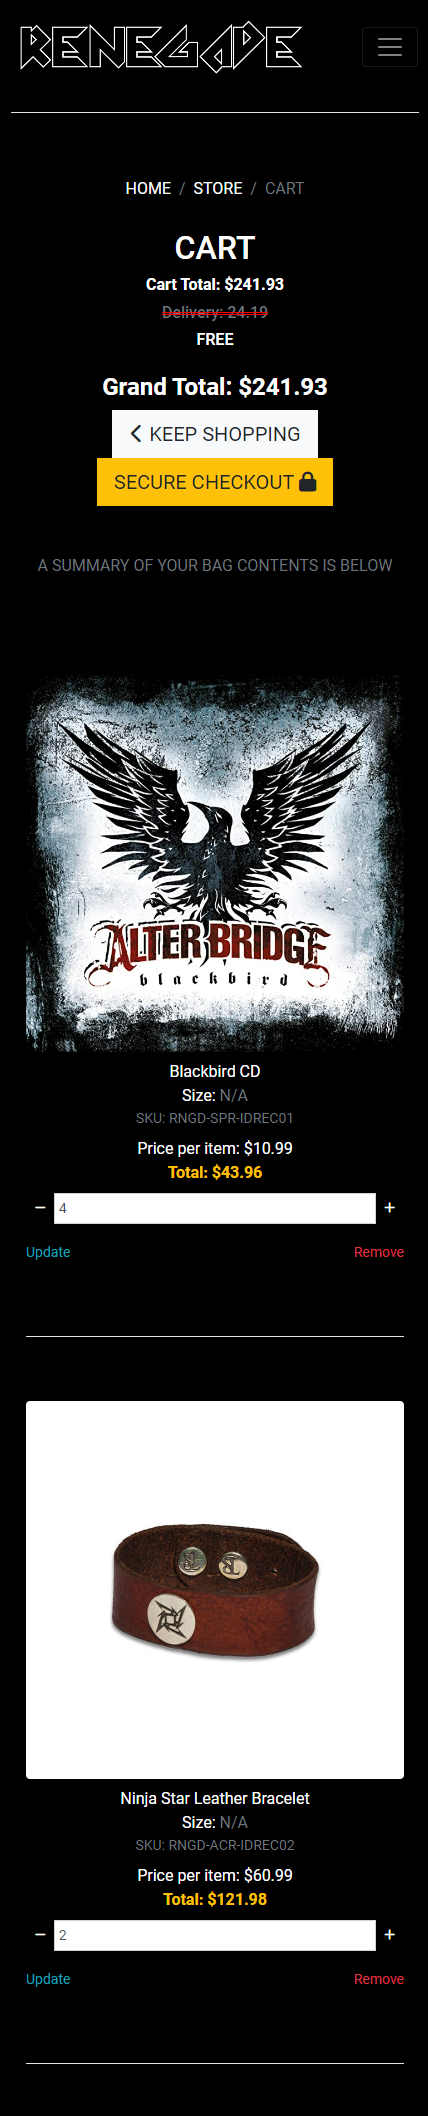 RENEGADE
HOME / STORE / CART
CART
Cart Total: $241.93
Delivery: 24.19
FREE
Grand Total: $241.93
KEEP SHOPPING
SECURE CHECKOUT
A SUMMARY OF YOUR BAG CONTENTS IS BELOW
ALTER BRIDGE
blackbird
Blackbird CD
Size: N/A
SKU: RNGD-SPR-IDREC01
Price per item: $10.99
Total: $43.96
− 4 +
Update Remove
Ninja Star Leather Bracelet
Size: N/A
SKU: RNGD-ACR-IDREC02
Price per item: $60.99
Total: $121.98
− 2 +
Update Remove